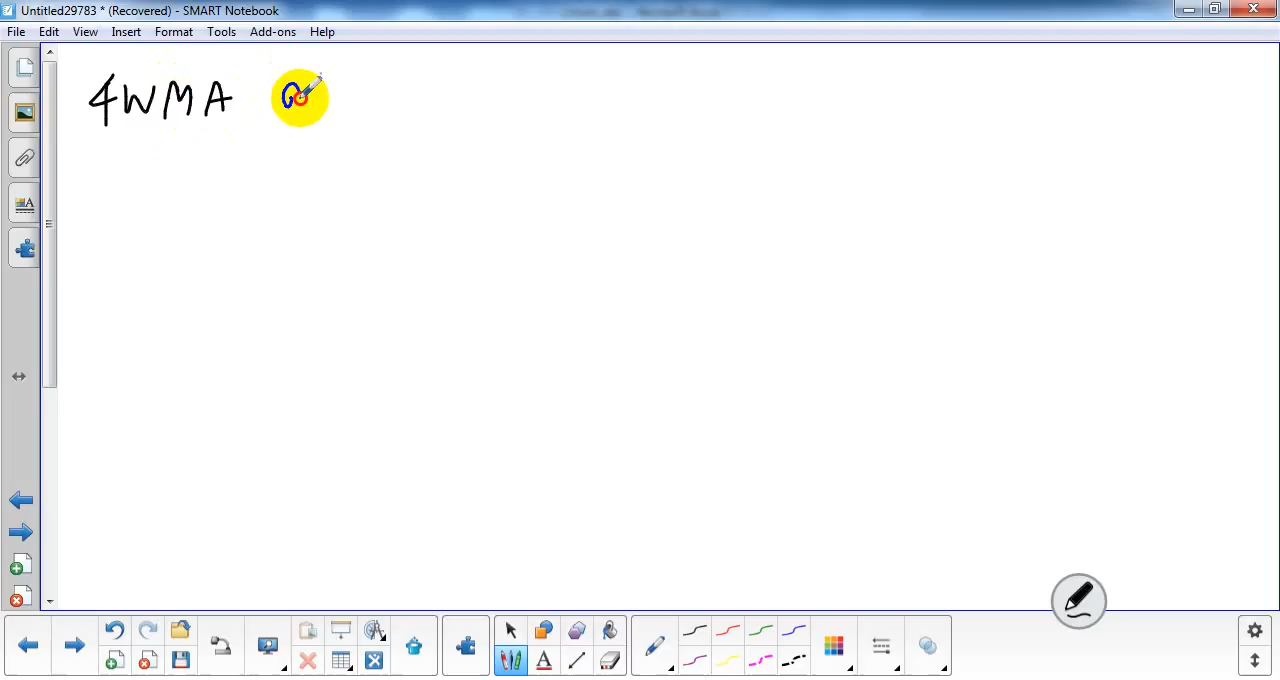 Untitled29783 * (Recovered) - SMART Notebook
File Edit View Insert Format Tools Add-ons Help
4WMA